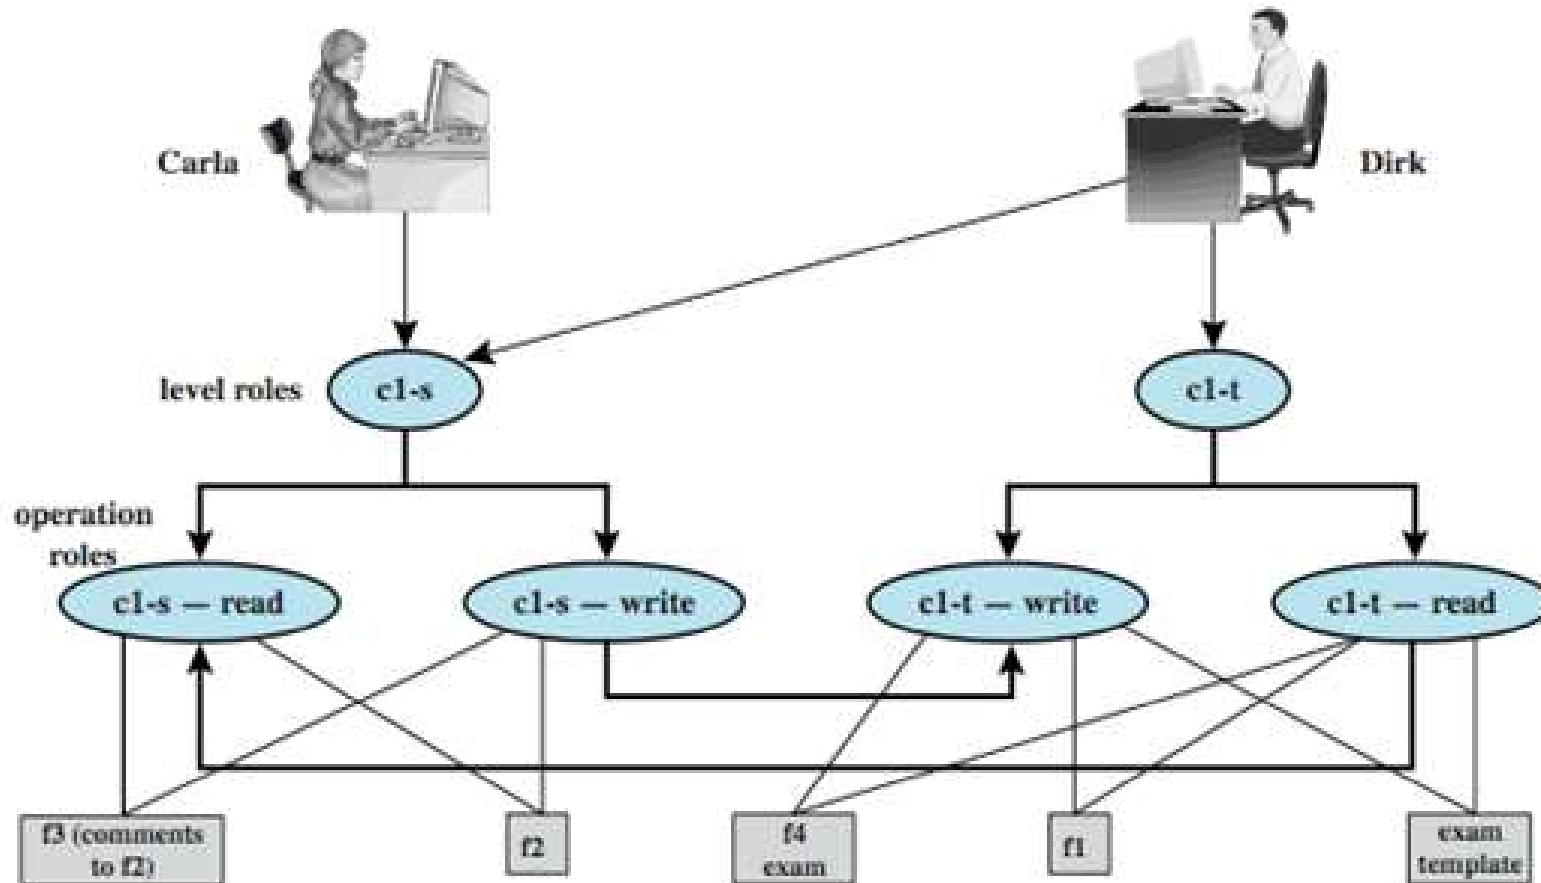 Carla
Dirk
level roles
c1-s
c1-t
operation
roles
c1-s — read
c1-s — write
c1-t — write
c1-t — read
f3 (comments
to f2)
f2
f4
exam
f1
exam
template